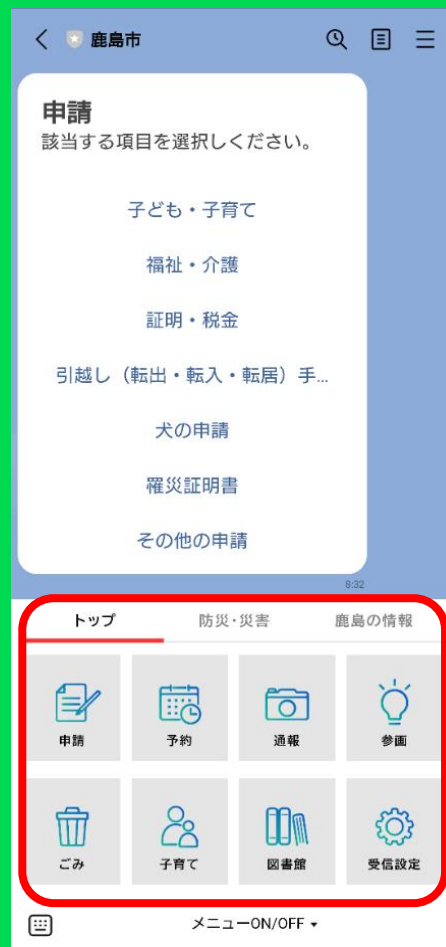 鹿島市
申請
該当する項目を選択しください。
子ども・子育て
福祉・介護
証明・税金
引越し（転出・転入・転居）手...
犬の申請
罹災証明書
その他の申請
8:32
トップ 防災・災害 鹿島の情報
申請 予約 通報 参画
ごみ 子育て 図書館 受信設定
メニューON/OFF ▾